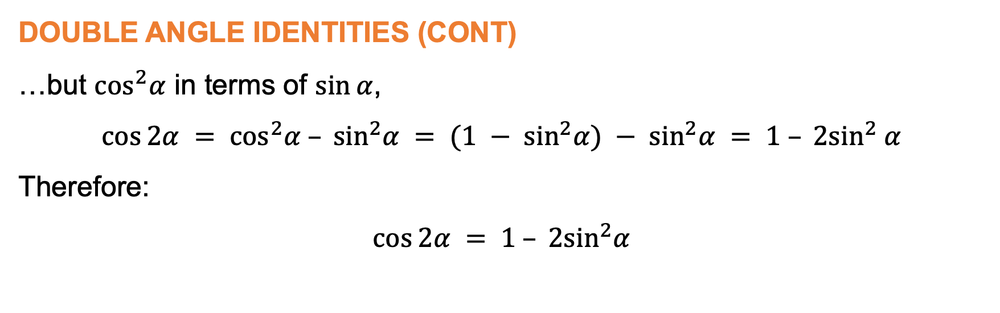 DOUBLE ANGLE IDENTITIES (CONT)
…but cos²α in terms of sin α,
cos 2α = cos²α – sin²α = (1 − sin²α) − sin²α = 1 – 2sin² α
Therefore:
cos 2α = 1 – 2sin²α